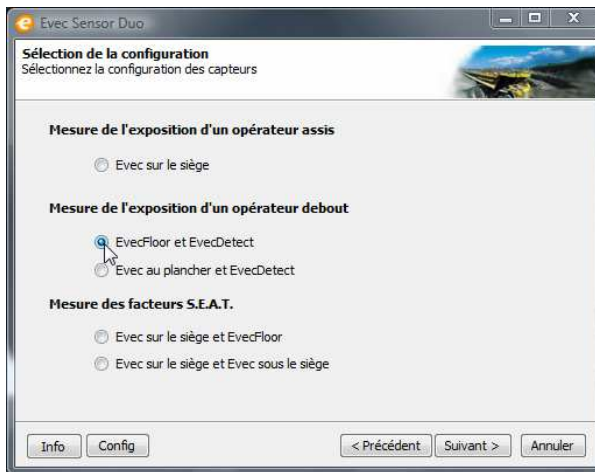 Evec Sensor Duo
Sélection de la configuration
Sélectionnez la configuration des capteurs
Mesure de l'exposition d'un opérateur assis
Evec sur le siège
Mesure de l'exposition d'un opérateur debout
EvecFloor et EvecDetect
Evec au plancher et EvecDetect
Mesure des facteurs S.E.A.T.
Evec sur le siège et EvecFloor
Evec sur le siège et Evec sous le siège
Info Config < Précédent Suivant > Annuler